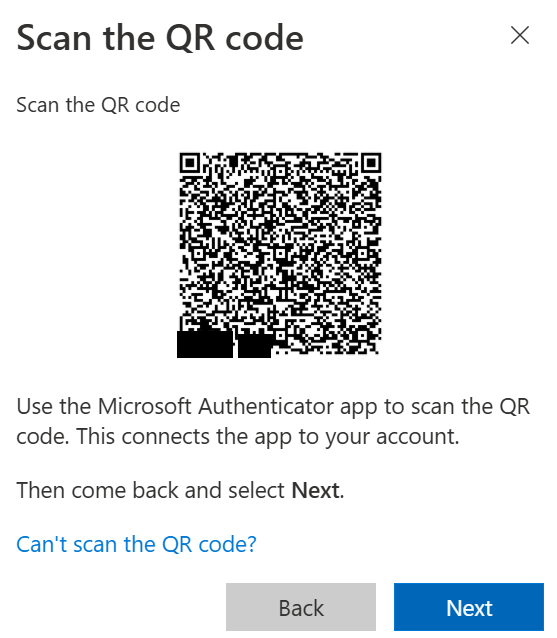 Scan the QR code
Scan the QR code
Use the Microsoft Authenticator app to scan the QR
code. This connects the app to your account.
Then come back and select Next.
Can't scan the QR code?
Back
Next